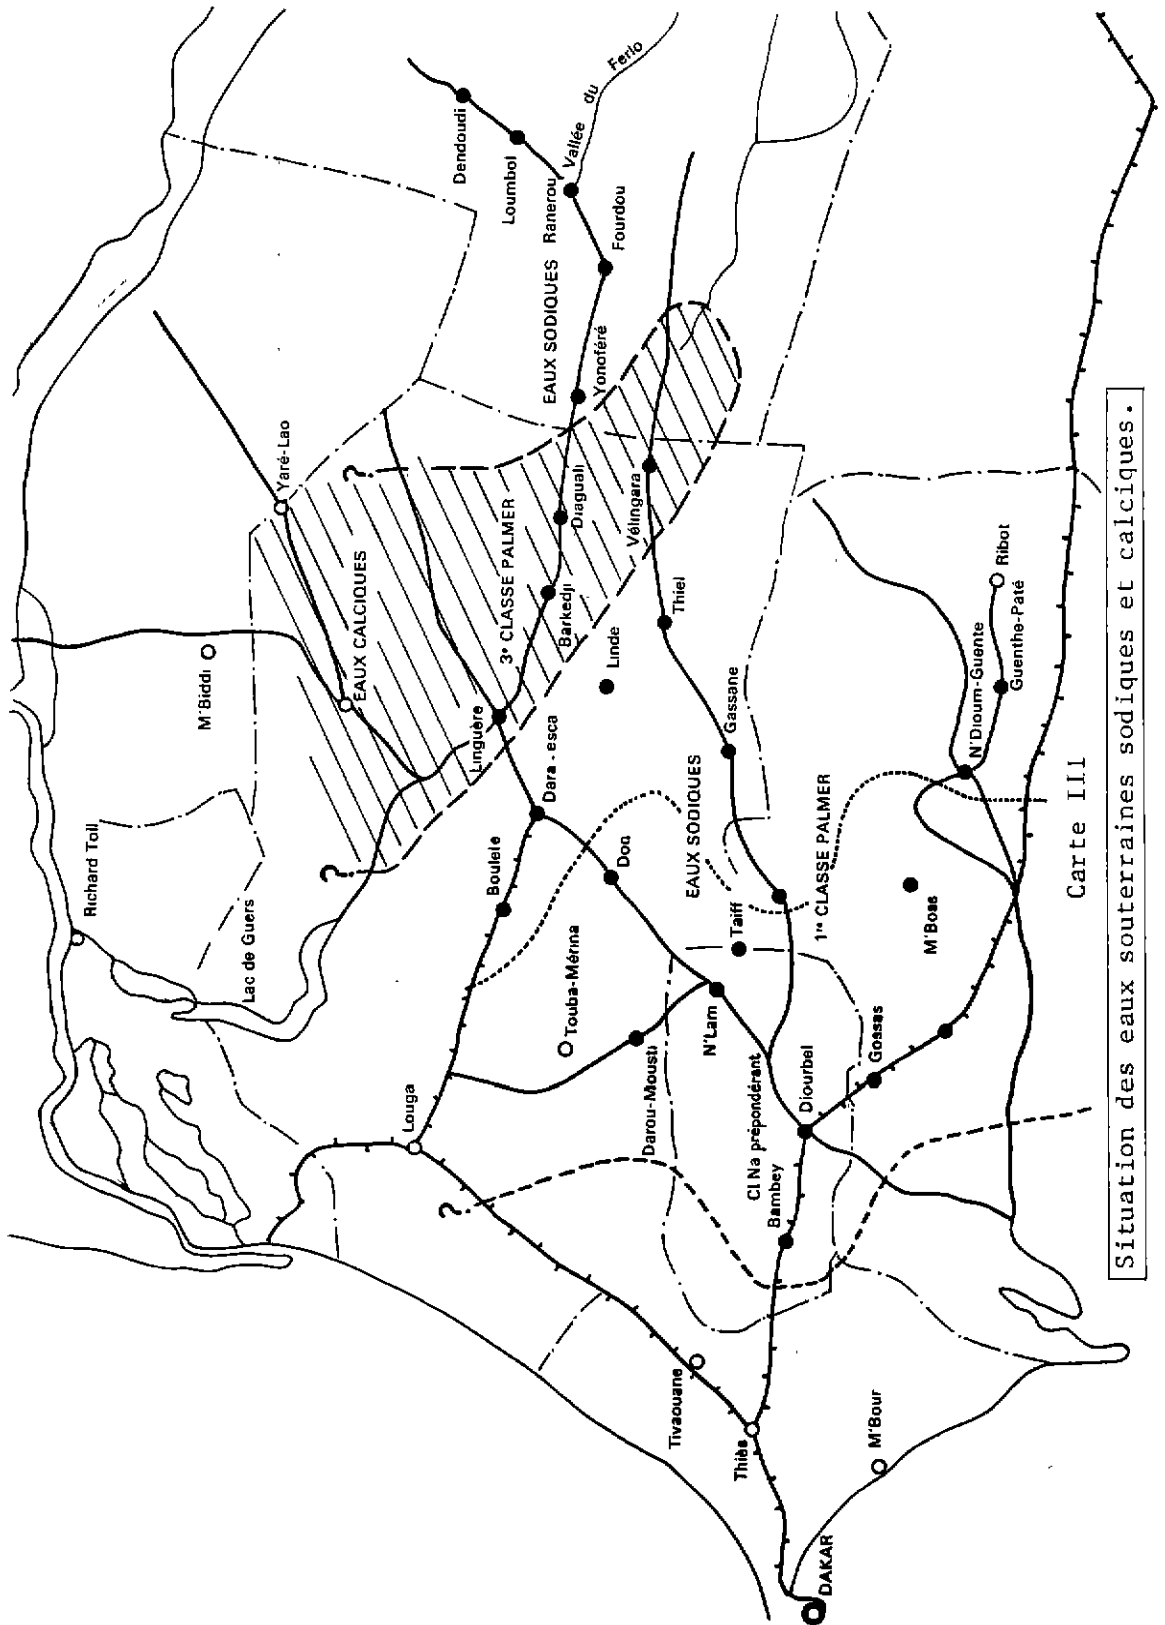 Dendoudi
Loumbol
Ranerou
Vallée du Ferlo
Fourdou
EAUX SODIQUES
Yonoféré
Yaré-Lao
EAUX CALCIQUES
3e CLASSE PALMER
Diaguali
Barkedji
Vélingara
Thiel
Linde
M'Biddi
Linguère
Gassane
Ribot
Guenthe-Paté
N'Dioum-Guente
Richard Toll
Lac de Guers
Dara - esca
Boulele
Doq
EAUX SODIQUES
1re CLASSE PALMER
Taiff
M'Boss
Touba-Mérina
Darou-Mousti
N'Lam
Louga
Cl Na prépondérant
Diourbel
Gossas
Bambey
Tivaouane
Thiès
M'Bour
DAKAR
?
?
?
Carte III
Situation des eaux souterraines sodiques et calciques.